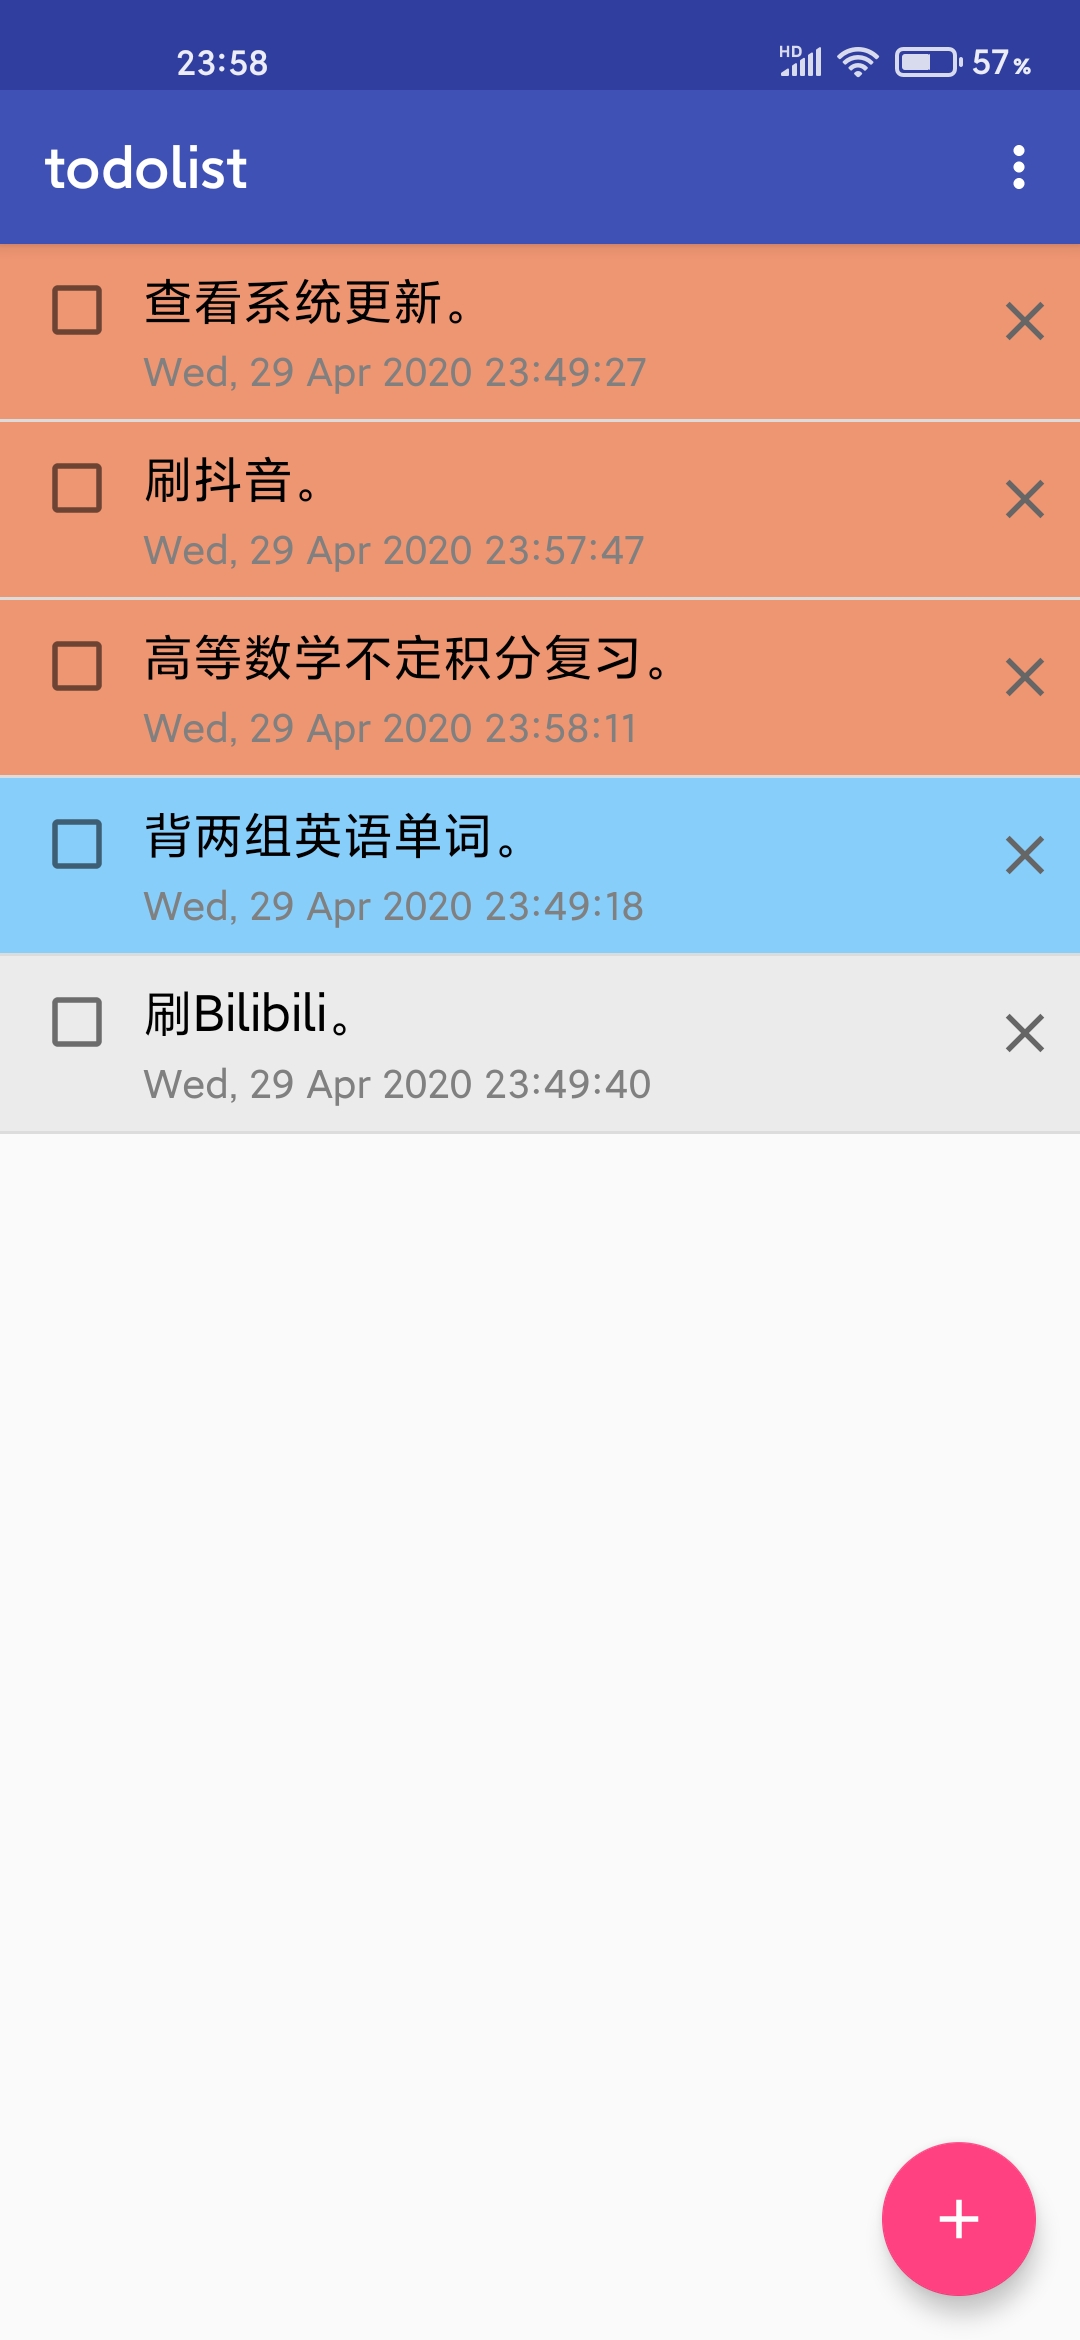 23:58
HD
57%
todolist
查看系统更新。
Wed, 29 Apr 2020 23:49:27
刷抖音。
Wed, 29 Apr 2020 23:57:47
高等数学不定积分复习。
Wed, 29 Apr 2020 23:58:11
背两组英语单词。
Wed, 29 Apr 2020 23:49:18
刷Bilibili。
Wed, 29 Apr 2020 23:49:40